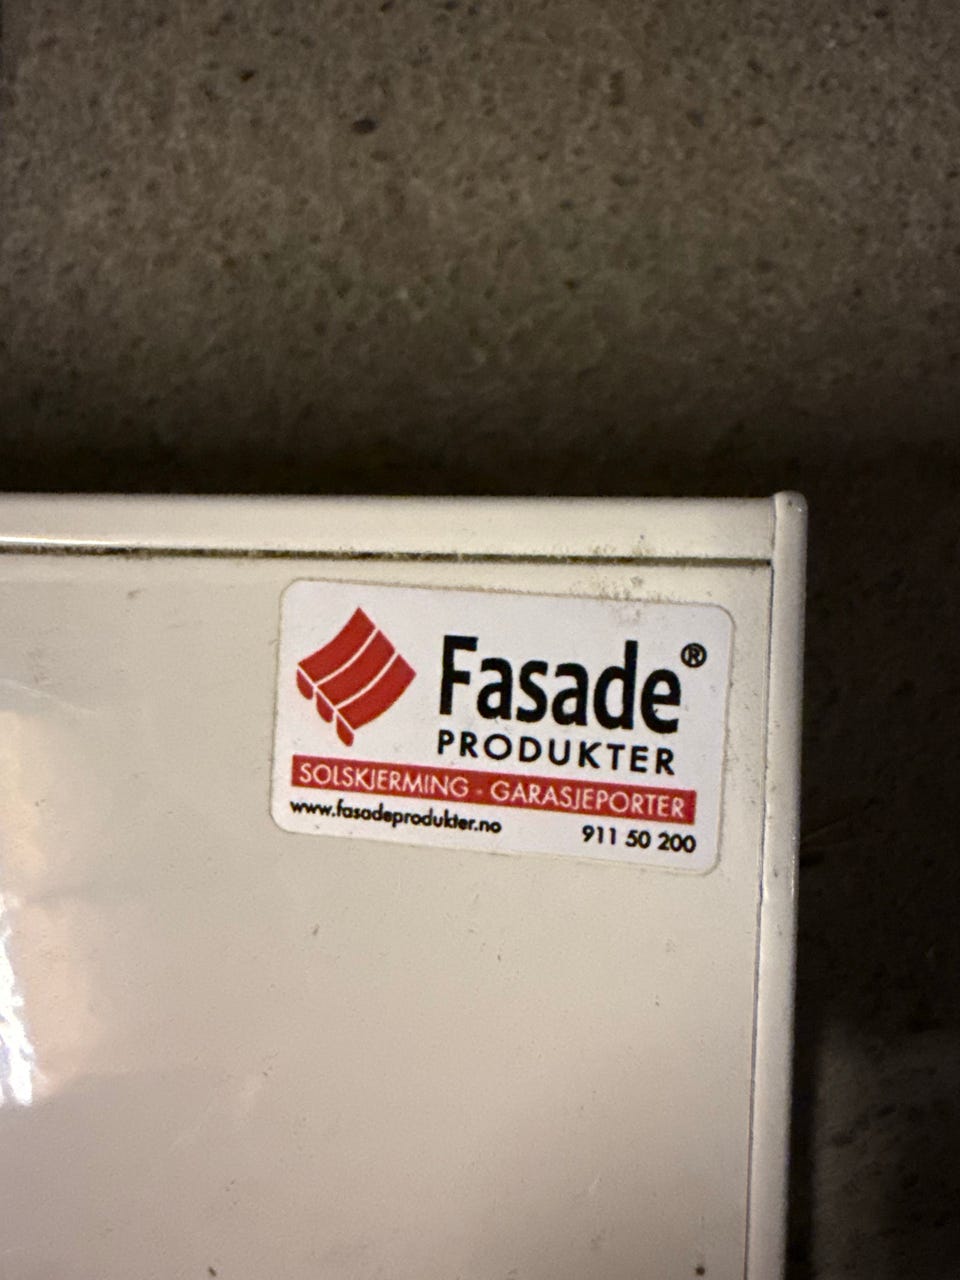 Fasade®
PRODUKTER
SOLSKJERMING - GARASJEPORTER
www.fasadeprodukter.no 911 50 200